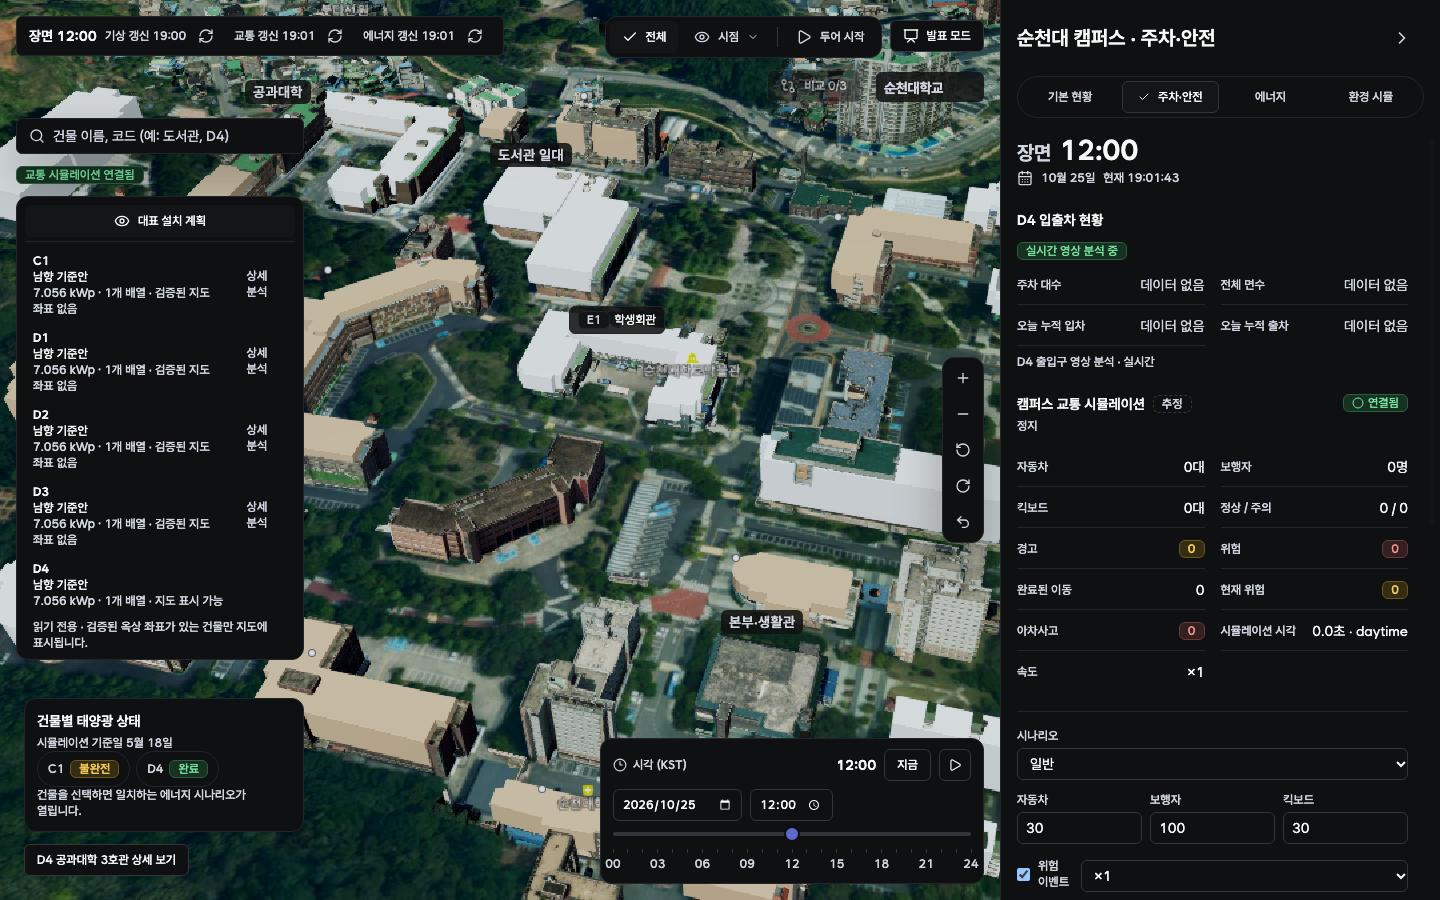 장면 12:00 기상 갱신 19:00 교통 갱신 19:01 에너지 갱신 19:01
전체 시점 투어 시작
발표 모드
비교 0/3
순천대학교
공과대학
건물 이름, 코드 (예: 도서관, D4)
교통 시뮬레이션 연결됨
대표 설치 계획
C1
남향 기준안
7.056 kWp · 1개 배열 · 검증된 지도
좌표 없음
상세
분석
D1
남향 기준안
7.056 kWp · 1개 배열 · 검증된 지도
좌표 없음
상세
분석
D2
남향 기준안
7.056 kWp · 1개 배열 · 검증된 지도
좌표 없음
상세
분석
D3
남향 기준안
7.056 kWp · 1개 배열 · 검증된 지도
좌표 없음
상세
분석
D4
남향 기준안
7.056 kWp · 1개 배열 · 지도 표시 가능
읽기 전용 · 검증된 옥상 좌표가 있는 건물만 지도에
표시됩니다.
건물별 태양광 상태
시뮬레이션 기준일 5월 18일
C1 불완전 D4 완료
건물을 선택하면 일치하는 에너지 시나리오가
열립니다.
D4 공과대학 3호관 상세 보기
도서관 일대
E1 학생회관
본부·생활관
시각 (KST) 12:00 지금
2026/10/25 12:00
00 03 06 09 12 15 18 21 24
순천대 캠퍼스 · 주차·안전
기본 현황 주차·안전 에너지 환경 시뮬
장면 12:00
10월 25일 현재 19:01:43
D4 입출차 현황
실시간 영상 분석 중
주차 대수 데이터 없음 전체 면수 데이터 없음
오늘 누적 입차 데이터 없음 오늘 누적 출차 데이터 없음
D4 출입구 영상 분석 · 실시간
캠퍼스 교통 시뮬레이션 추정 연결됨
정지
자동차 0대 보행자 0명
킥보드 0대 정상 / 주의 0 / 0
경고 0 위험 0
완료된 이동 0 현재 위험 0
아차사고 0 시뮬레이션 시각 0.0초 · daytime
속도 ×1
시나리오
일반
자동차 보행자 킥보드
30 100 30
위험
이벤트
×1